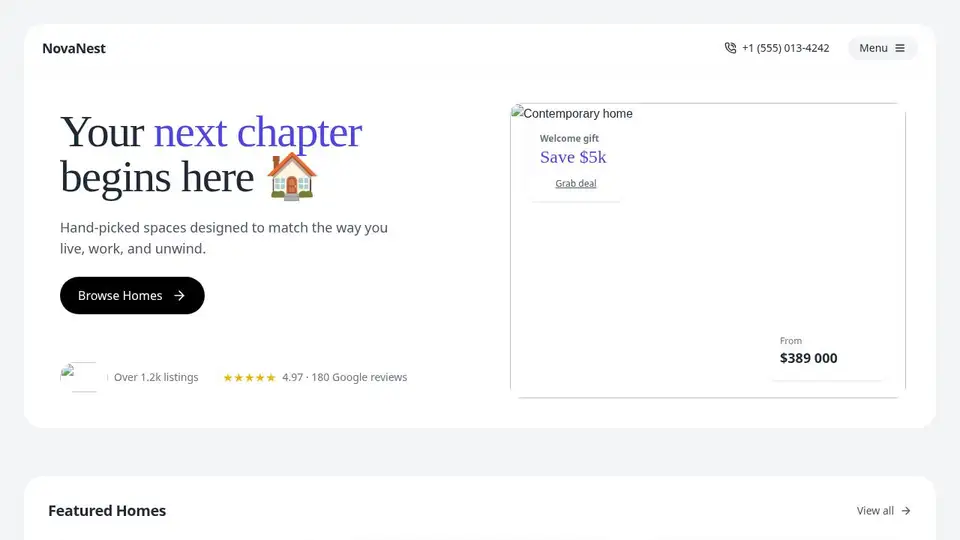 NovaNest
+1 (555) 013-4242
Menu
Your next chapter
begins here 🏠
Hand-picked spaces designed to match the way you
live, work, and unwind.
Browse Homes →
Over 1.2k listings
★★★★★ 4.97 · 180 Google reviews
Contemporary home
Welcome gift
Save $5k
Grab deal
From
$389 000
Featured Homes
View all →